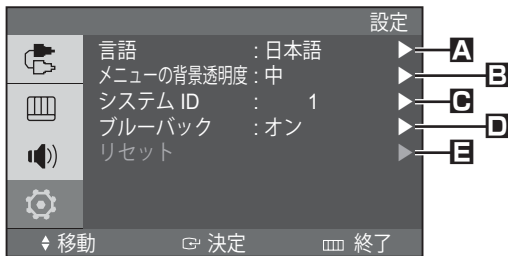 設定
言語 : 日本語 A
メニューの背景透明度 : 中 B
システム ID : 1 C
ブルーバック : オン D
リセット E
移動 決定 終了